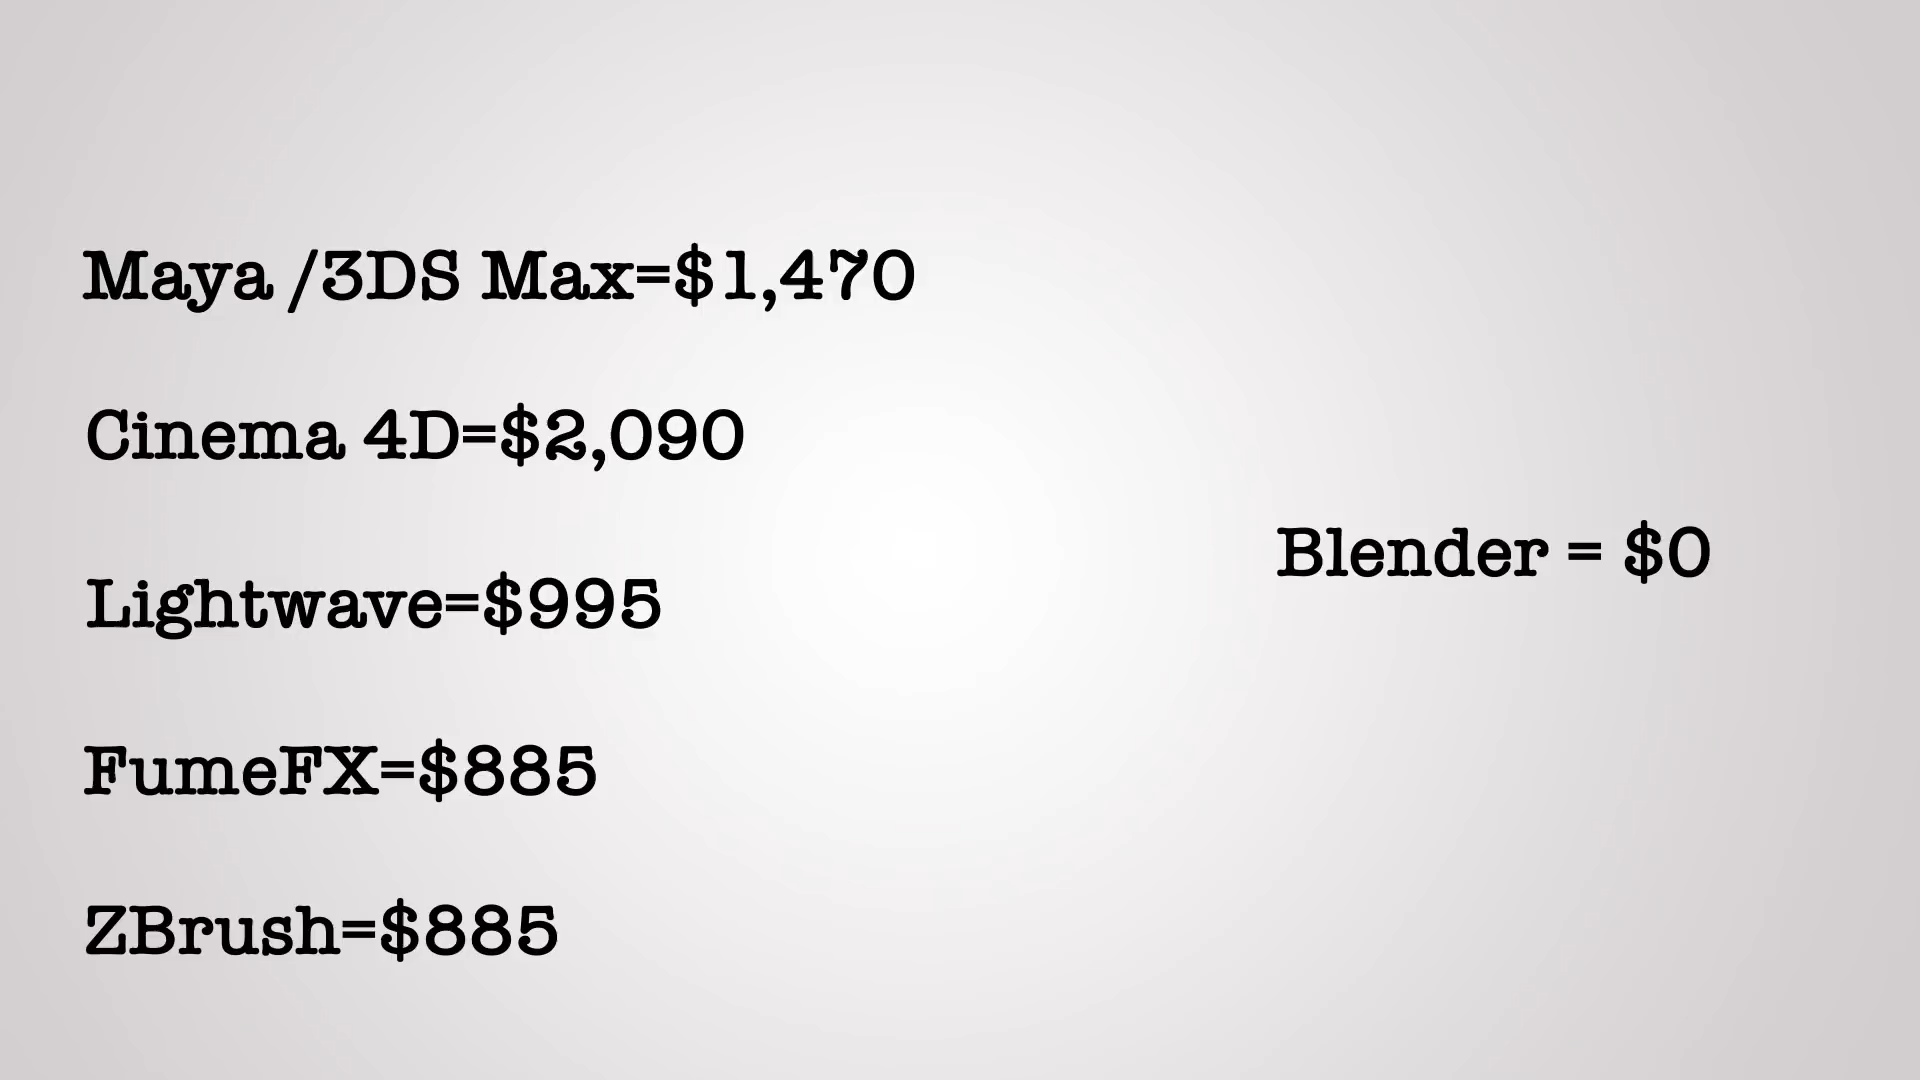 Maya /3DS Max=$1,470
Cinema 4D=$2,090
Lightwave=$995
FumeFX=$885
ZBrush=$885
Blender = $0